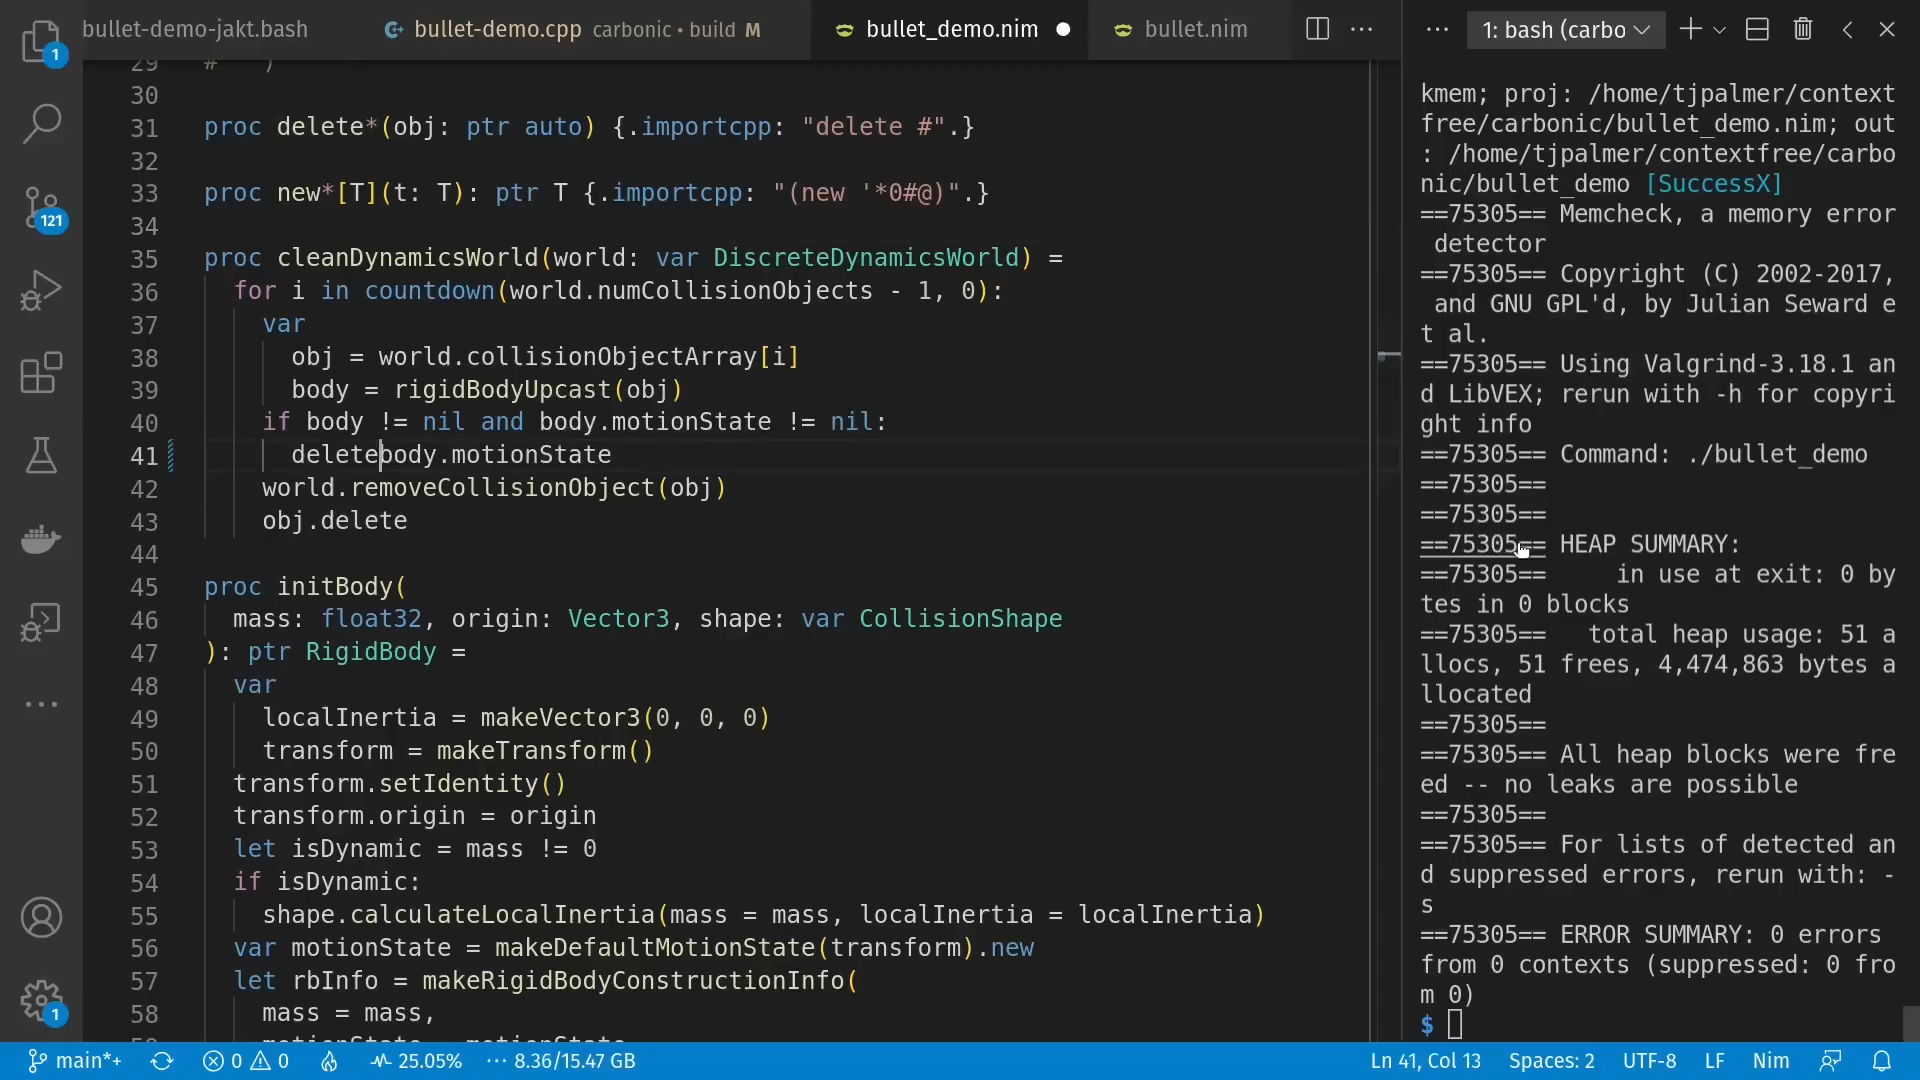 bullet-demo-jakt.bash
bullet-demo.cpp carbonic • build M
bullet_demo.nim
bullet.nim
1: bash (carbo
1
121
1
29 # )
30
31 proc delete*(obj: ptr auto) {.importcpp: "delete #".}
32
33 proc new*[T](t: T): ptr T {.importcpp: "(new '*0#@)".}
34
35 proc cleanDynamicsWorld(world: var DiscreteDynamicsWorld) =
36 for i in countdown(world.numCollisionObjects - 1, 0):
37 var
38 obj = world.collisionObjectArray[i]
39 body = rigidBodyUpcast(obj)
40 if body != nil and body.motionState != nil:
41 deletebody.motionState
42 world.removeCollisionObject(obj)
43 obj.delete
44
45 proc initBody(
46 mass: float32, origin: Vector3, shape: var CollisionShape
47 ): ptr RigidBody =
48 var
49 localInertia = makeVector3(0, 0, 0)
50 transform = makeTransform()
51 transform.setIdentity()
52 transform.origin = origin
53 let isDynamic = mass != 0
54 if isDynamic:
55 shape.calculateLocalInertia(mass = mass, localInertia = localInertia)
56 var motionState = makeDefaultMotionState(transform).new
57 let rbInfo = makeRigidBodyConstructionInfo(
58 mass = mass,
kmem; proj: /home/tjpalmer/context
free/carbonic/bullet_demo.nim; out
: /home/tjpalmer/contextfree/carbo
nic/bullet_demo [SuccessX]
==75305== Memcheck, a memory error
detector
==75305== Copyright (C) 2002-2017,
and GNU GPL'd, by Julian Seward e
t al.
==75305== Using Valgrind-3.18.1 an
d LibVEX; rerun with -h for copyri
ght info
==75305== Command: ./bullet_demo
==75305==
==75305==
==75305== HEAP SUMMARY:
==75305== in use at exit: 0 by
tes in 0 blocks
==75305== total heap usage: 51 a
llocs, 51 frees, 4,474,863 bytes a
llocated
==75305==
==75305== All heap blocks were fre
ed -- no leaks are possible
==75305==
==75305== For lists of detected an
d suppressed errors, rerun with: -
s
==75305== ERROR SUMMARY: 0 errors
from 0 contexts (suppressed: 0 fro
m 0)
$
main*+ 0 0 25.05% 8.36/15.47 GB Ln 41, Col 13 Spaces: 2 UTF-8 LF Nim